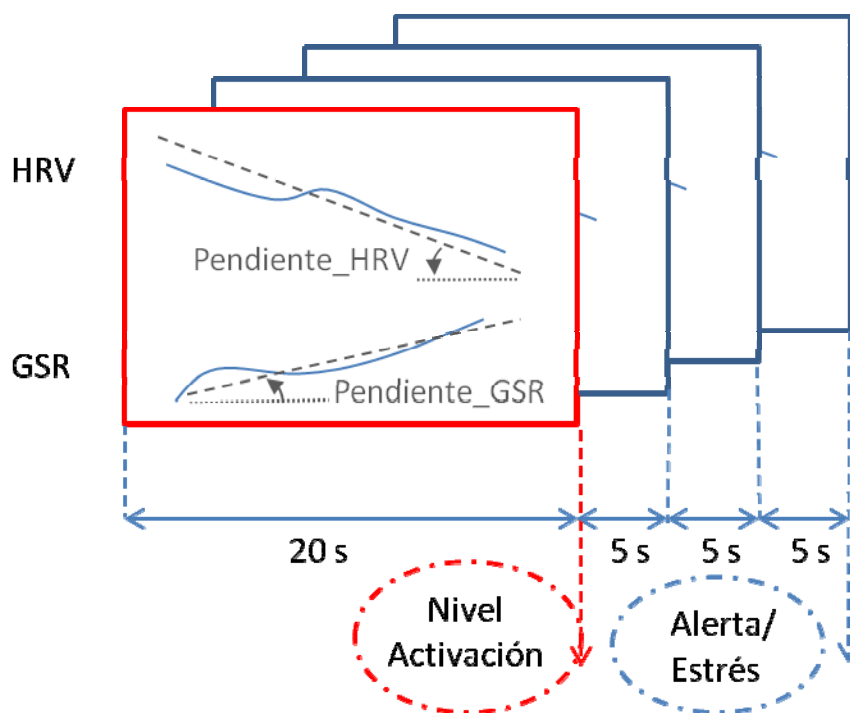 HRV
Pendiente_HRV
GSR
Pendiente_GSR
20 s
5 s
5 s
5 s
Nivel
Activación
Alerta/
Estrés